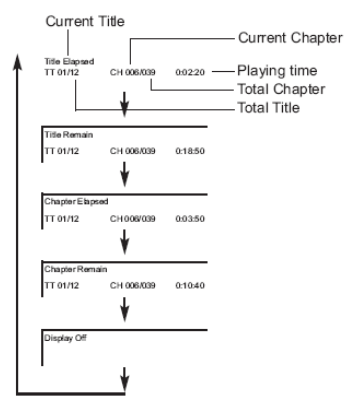 Current Title
Current Chapter
Title Elapsed
TT 01/12 CH 006/039 0:02:20
Playing time
Total Chapter
Total Title
Title Remain
TT 01/12 CH 006/039 0:18:50
Chapter Elapsed
TT 01/12 CH 006/039 0:03:50
Chapter Remain
TT 01/12 CH 006/039 0:10:40
Display Off